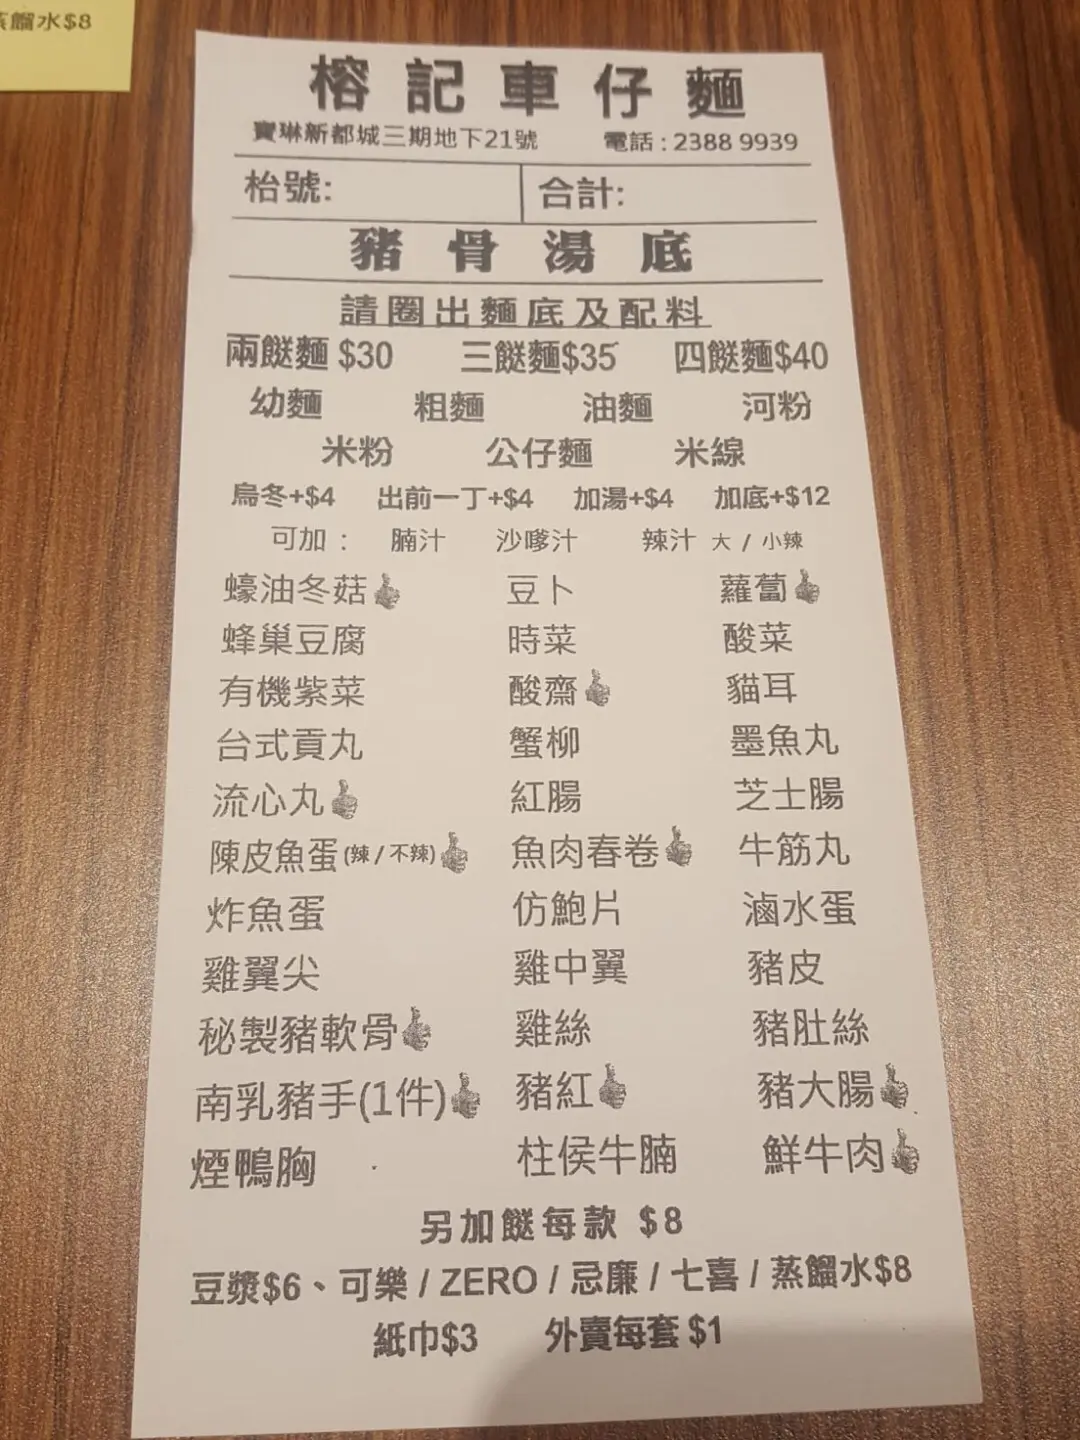 蒸餾水$8
榕記車仔麵
寶琳新都城三期地下21號 電話:2388 9939
枱號: 合計:
豬骨湯底
請圈出麵底及配料
兩餸麵 $30 三餸麵$35 四餸麵$40
幼麵 粗麵 油麵 河粉
米粉 公仔麵 米線
烏冬+$4 出前一丁+$4 加湯+$4 加底+$12
可加: 腩汁 沙嗲汁 辣汁 大 / 小辣
蠔油冬菇 豆卜 蘿蔔
蜂巢豆腐 時菜 酸菜
有機紫菜 酸齋 貓耳
台式貢丸 蟹柳 墨魚丸
流心丸 紅腸 芝士腸
陳皮魚蛋(辣 / 不辣) 魚肉春卷 牛筋丸
炸魚蛋 仿鮑片 滷水蛋
雞翼尖 雞中翼 豬皮
秘製豬軟骨 雞絲 豬肚絲
南乳豬手(1件) 豬紅 豬大腸
煙鴨胸 柱侯牛腩 鮮牛肉
另加餸每款 $8
豆漿$6、可樂 / ZERO / 忌廉 / 七喜 / 蒸餾水$8
紙巾$3 外賣每套 $1